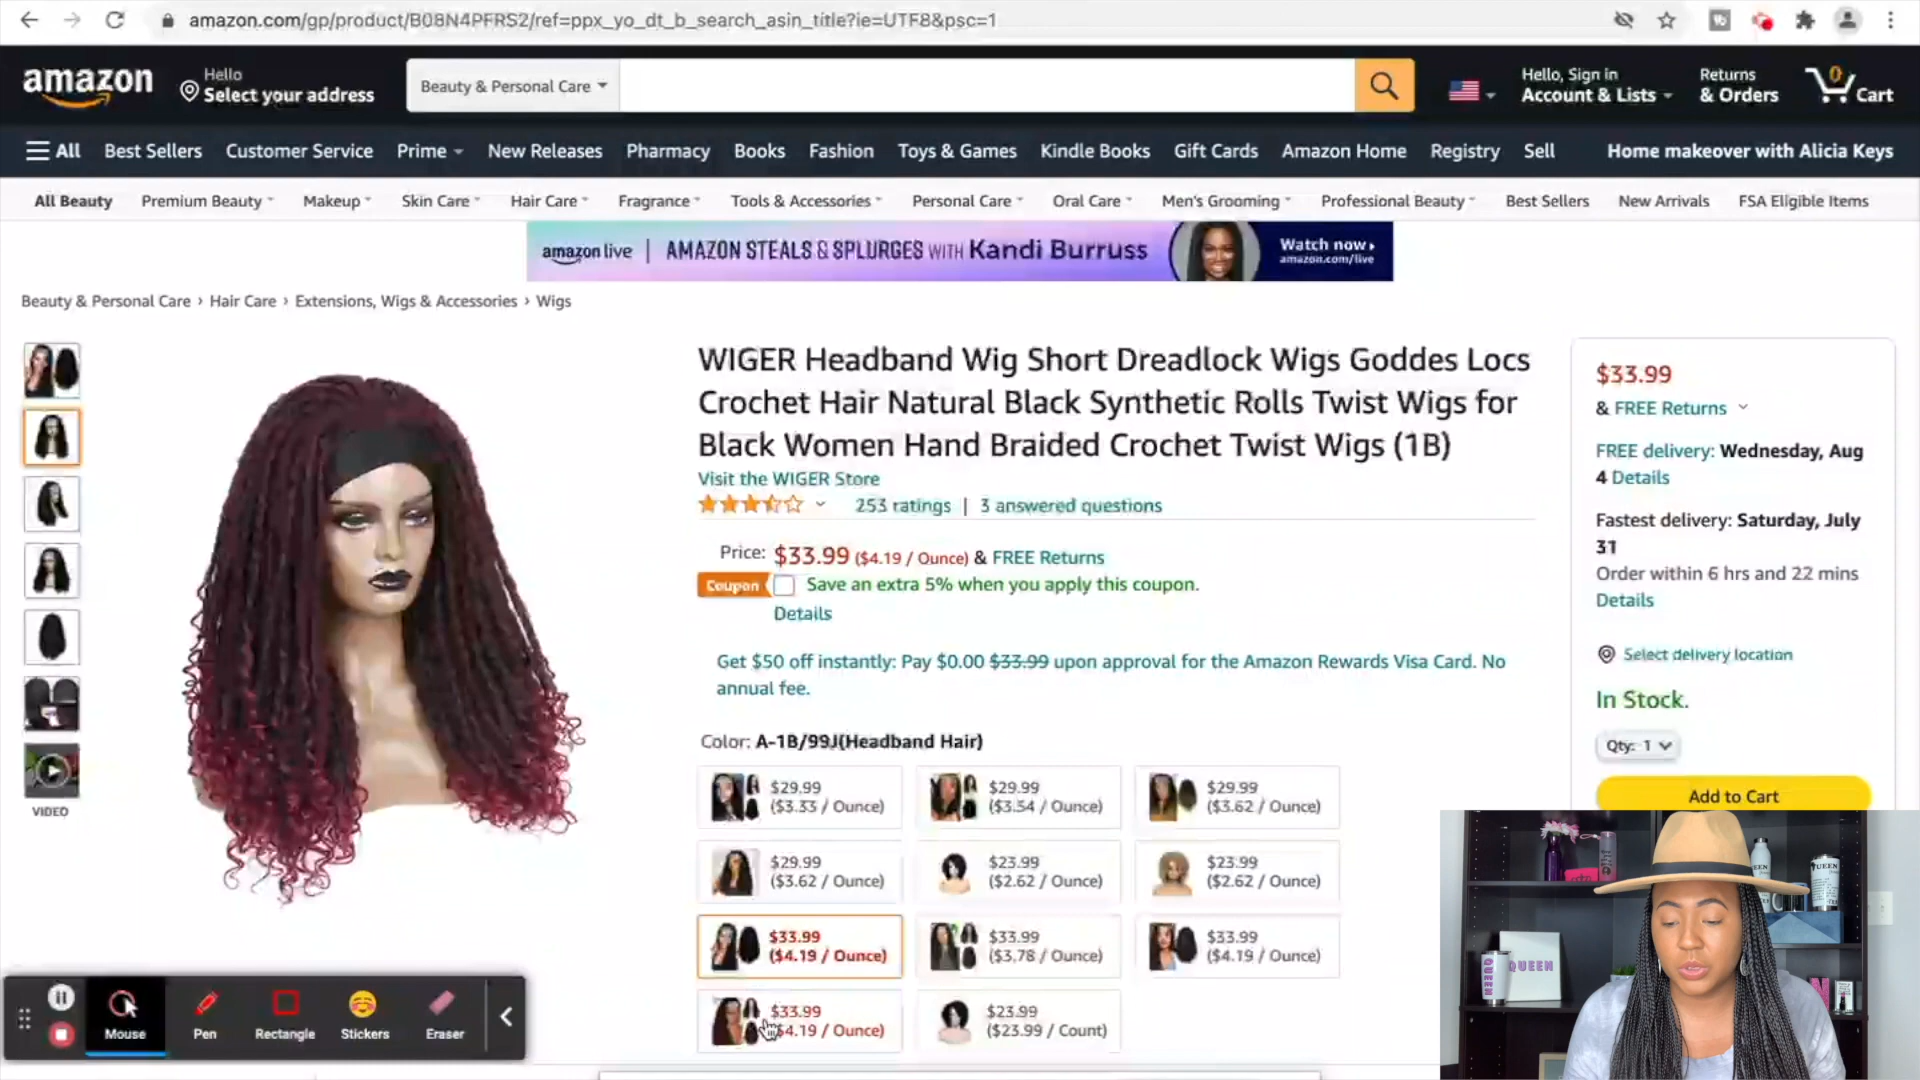 amazon.com/gp/product/B08N4PFRS2/ref=ppx_yo_dt_b_search_asin_title?ie=UTF8&psc=1
amazon
Hello
Select your address
Beauty & Personal Care
Hello, Sign in
Account & Lists
Returns
& Orders
0
Cart
All
Best Sellers
Customer Service
Prime
New Releases
Pharmacy
Books
Fashion
Toys & Games
Kindle Books
Gift Cards
Amazon Home
Registry
Sell
Home makeover with Alicia Keys
All Beauty
Premium Beauty
Makeup
Skin Care
Hair Care
Fragrance
Tools & Accessories
Personal Care
Oral Care
Men's Grooming
Professional Beauty
Best Sellers
New Arrivals
FSA Eligible Items
amazon live | AMAZON STEALS & SPLURGES WITH Kandi Burruss
Watch now
amazon.com/live
Beauty & Personal Care › Hair Care › Extensions, Wigs & Accessories › Wigs
VIDEO
WIGER Headband Wig Short Dreadlock Wigs Goddes Locs
Crochet Hair Natural Black Synthetic Rolls Twist Wigs for
Black Women Hand Braided Crochet Twist Wigs (1B)
Visit the WIGER Store
253 ratings | 3 answered questions
Price: $33.99 ($4.19 / Ounce) & FREE Returns
Coupon Save an extra 5% when you apply this coupon.
Details
Get $50 off instantly: Pay $0.00 $33.99 upon approval for the Amazon Rewards Visa Card. No
annual fee.
Color: A-1B/99J(Headband Hair)
$29.99
($3.33 / Ounce)
$29.99
($3.54 / Ounce)
$29.99
($3.62 / Ounce)
$29.99
($3.62 / Ounce)
$23.99
($2.62 / Ounce)
$23.99
($2.62 / Ounce)
$33.99
($4.19 / Ounce)
$33.99
($3.78 / Ounce)
$33.99
($4.19 / Ounce)
$33.99
$4.19 / Ounce)
$23.99
($23.99 / Count)
$33.99
& FREE Returns
FREE delivery: Wednesday, Aug
4 Details
Fastest delivery: Saturday, July
31
Order within 6 hrs and 22 mins
Details
Select delivery location
In Stock.
Qty: 1
Add to Cart
Mouse
Pen
Rectangle
Stickers
Eraser
QUEEN
QUEEN